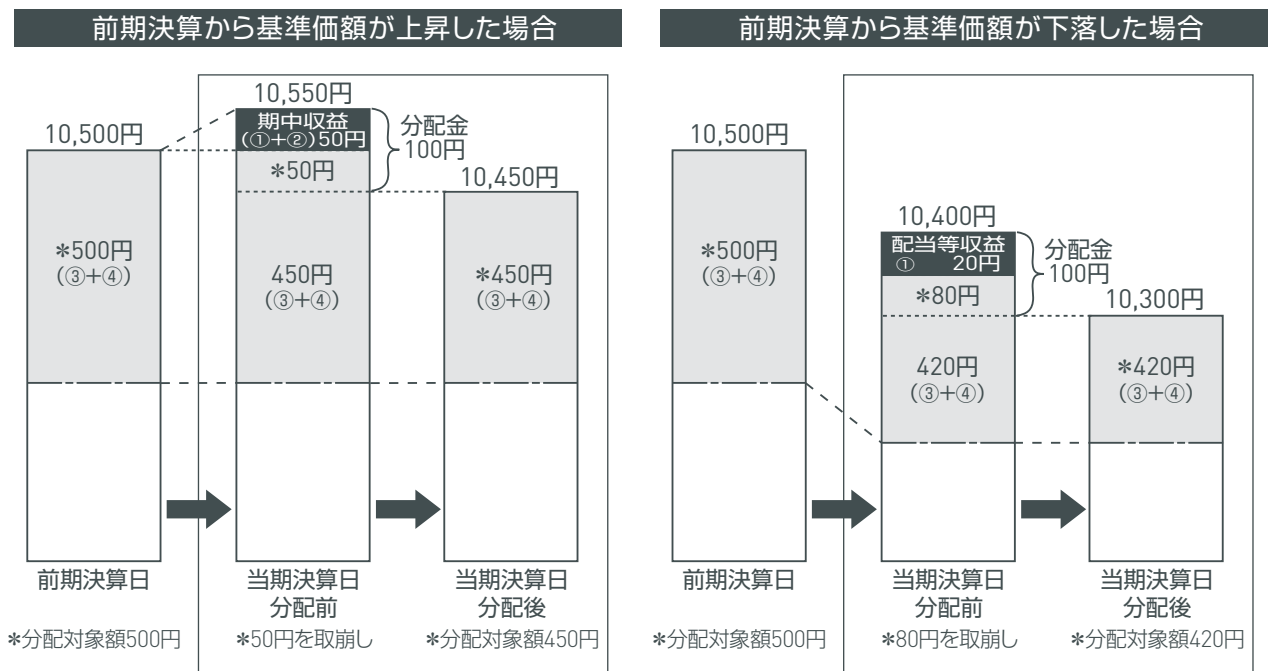 前期決算から基準価額が上昇した場合
10,500円
*500円
(③+④)
10,550円
期中収益
(①+②)50円
*50円
450円
(③+④)
分配金
100円
10,450円
*450円
(③+④)
前期決算日
当期決算日
分配前
当期決算日
分配後
*分配対象額500円
*50円を取崩し
*分配対象額450円
前期決算から基準価額が下落した場合
10,500円
*500円
(③+④)
10,400円
配当等収益
① 20円
*80円
420円
(③+④)
分配金
100円
10,300円
*420円
(③+④)
前期決算日
当期決算日
分配前
当期決算日
分配後
*分配対象額500円
*80円を取崩し
*分配対象額420円